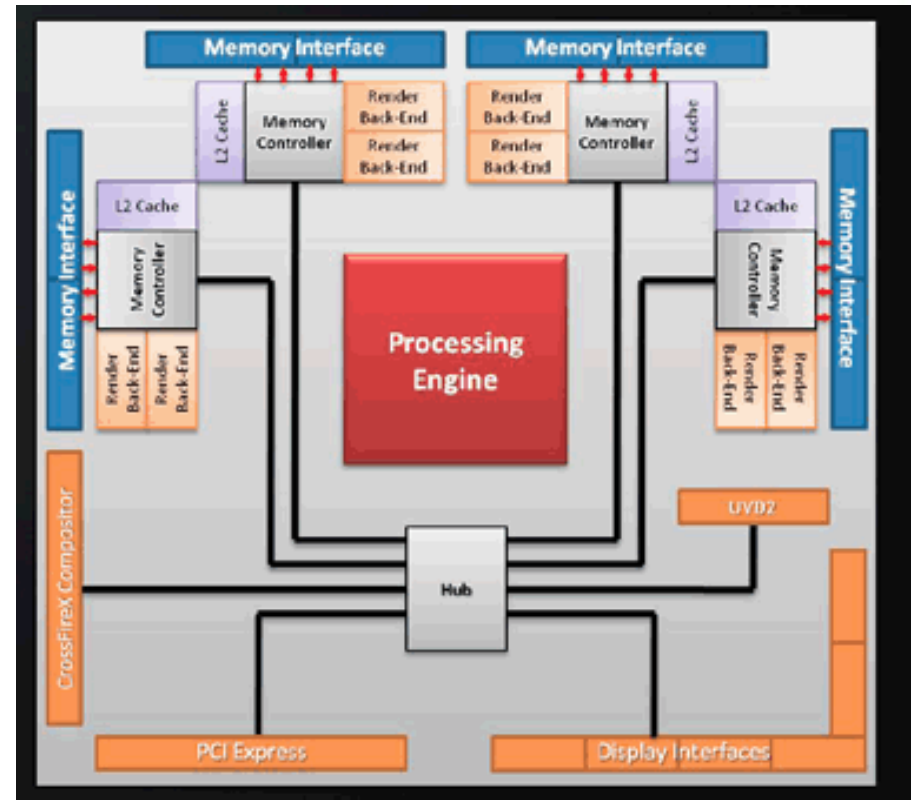 Memory Interface
Memory Interface
L2 Cache
Memory
Controller
Render
Back-End
Render
Back-End
Render
Back-End
Render
Back-End
Memory
Controller
L2 Cache
Memory Interface
L2 Cache
Memory
Controller
Render
Back-End
Render
Back-End
L2 Cache
Memory
Controller
Render
Back-End
Render
Back-End
Memory Interface
Processing
Engine
CrossFireX Compositor
UVD2
Hub
PCI Express
Display Interfaces